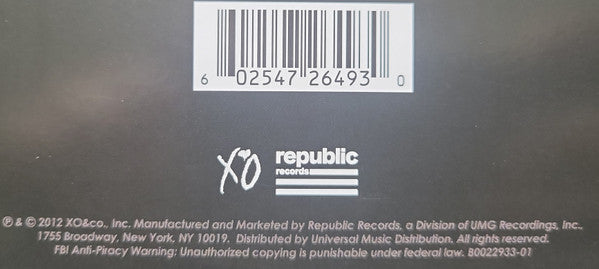 6 02547 26493 0
XO republic
records
℗ & © 2012 XO&co., Inc. Manufactured and Marketed by Republic Records, a Division of UMG Recordings, Inc.,
1755 Broadway, New York, NY 10019. Distributed by Universal Music Distribution. All rights reserved.
FBI Anti-Piracy Warning: Unauthorized copying is punishable under federal law. 80022933-01